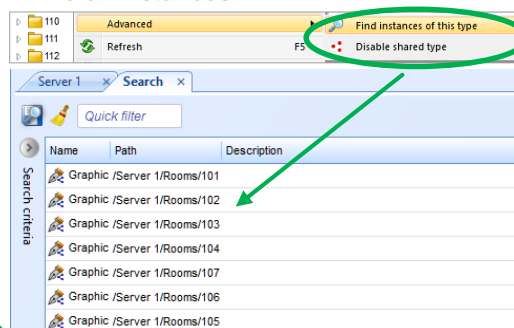 110
Advanced
Find instances of this type
111
Refresh F5
Disable shared type
112
Server 1 × Search ×
Quick filter
Name Path Description
Search criteria
Graphic /Server 1/Rooms/101
Graphic /Server 1/Rooms/102
Graphic /Server 1/Rooms/103
Graphic /Server 1/Rooms/104
Graphic /Server 1/Rooms/107
Graphic /Server 1/Rooms/106
Graphic /Server 1/Rooms/105